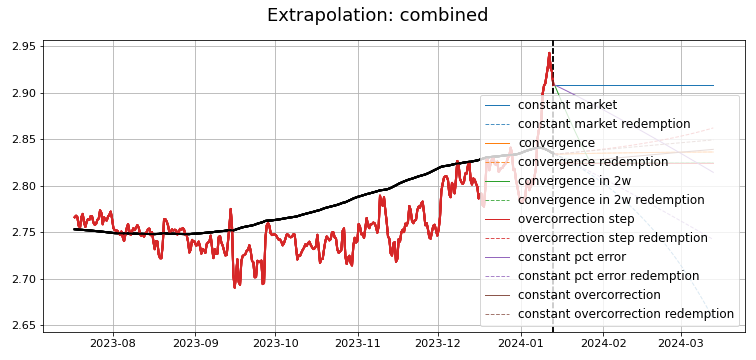 Extrapolation: combined
2.95
2.90
2.85
2.80
2.75
2.70
2.65
constant market
constant market redemption
convergence
convergence redemption
convergence in 2w
convergence in 2w redemption
overcorrection step
overcorrection step redemption
constant pct error
constant pct error redemption
constant overcorrection
constant overcorrection redemption
2023-08
2023-09
2023-10
2023-11
2023-12
2024-01
2024-02
2024-03